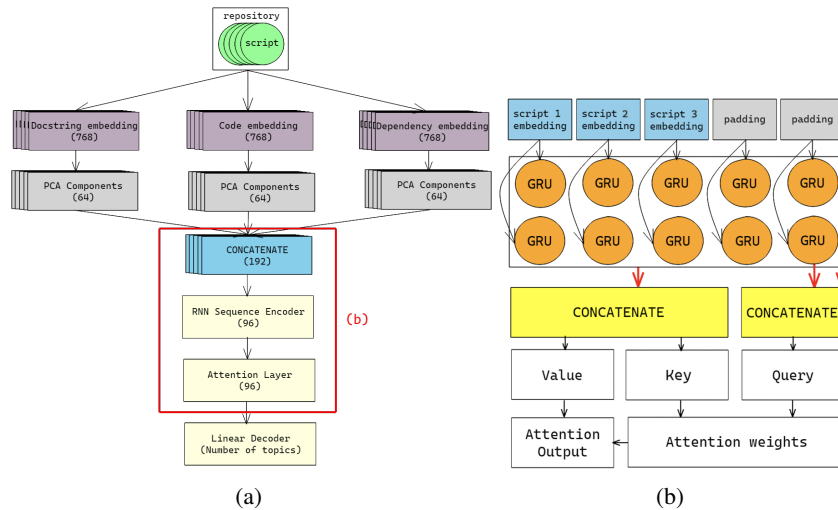 repository
script
Docstring embedding
(768)
Code embedding
(768)
Dependency embedding
(768)
PCA Components
(64)
PCA Components
(64)
PCA Components
(64)
CONCATENATE
(192)
RNN Sequence Encoder
(96)
(b)
Attention Layer
(96)
Linear Decoder
(Number of topics)
(a)
script 1
embedding
script 2
embedding
script 3
embedding
padding
padding
GRU
GRU
GRU
GRU
GRU
GRU
GRU
GRU
GRU
GRU
CONCATENATE
CONCATENATE
Value
Key
Query
Attention
Output
Attention weights
(b)